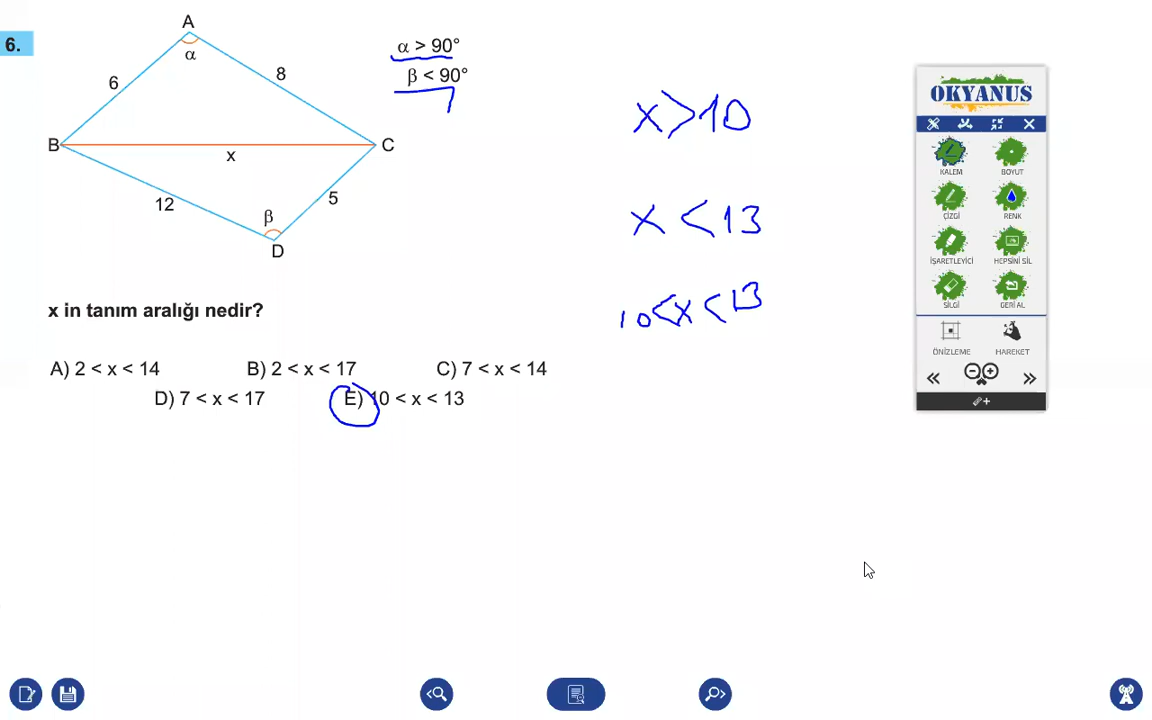 6.
A
α
6
8
B
x
C
12
5
β
D
α > 90°
β < 90°
x in tanım aralığı nedir?
A) 2 < x < 14
B) 2 < x < 17
C) 7 < x < 14
D) 7 < x < 17
E) 10 < x < 13
x > 10
x < 13
10 < x < 13
OKYANUS
KALEM
BOYUT
ÇİZGİ
RENK
İŞARETLEYİCİ
HEPSİNİ SİL
SİLGİ
GERİ AL
ÖNİZLEME
HAREKET